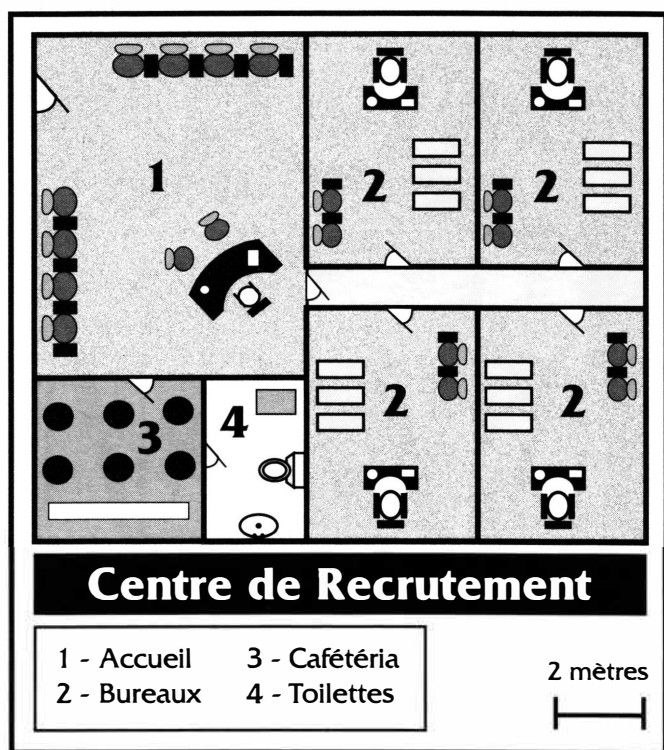 1
2
2
2
2
3
4
Centre de Recrutement
1 - Accueil
3 - Cafétéria
2 - Bureaux
4 - Toilettes
2 mètres